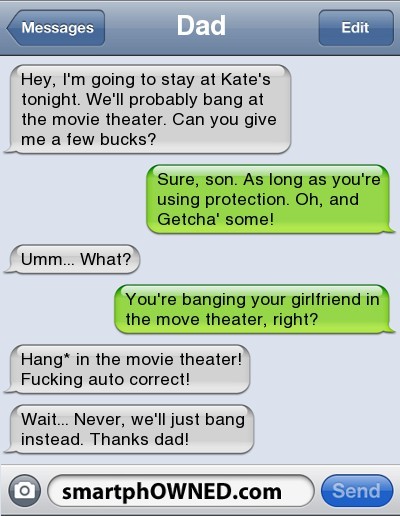 Messages
Dad
Edit
Hey, I'm going to stay at Kate's
tonight. We'll probably bang at
the movie theater. Can you give
me a few bucks?
Sure, son. As long as you're
using protection. Oh, and
Getcha' some!
Umm... What?
You're banging your girlfriend in
the move theater, right?
Hang* in the movie theater!
Fucking auto correct!
Wait... Never, we'll just bang
instead. Thanks dad!
smartphOWNED.com
Send